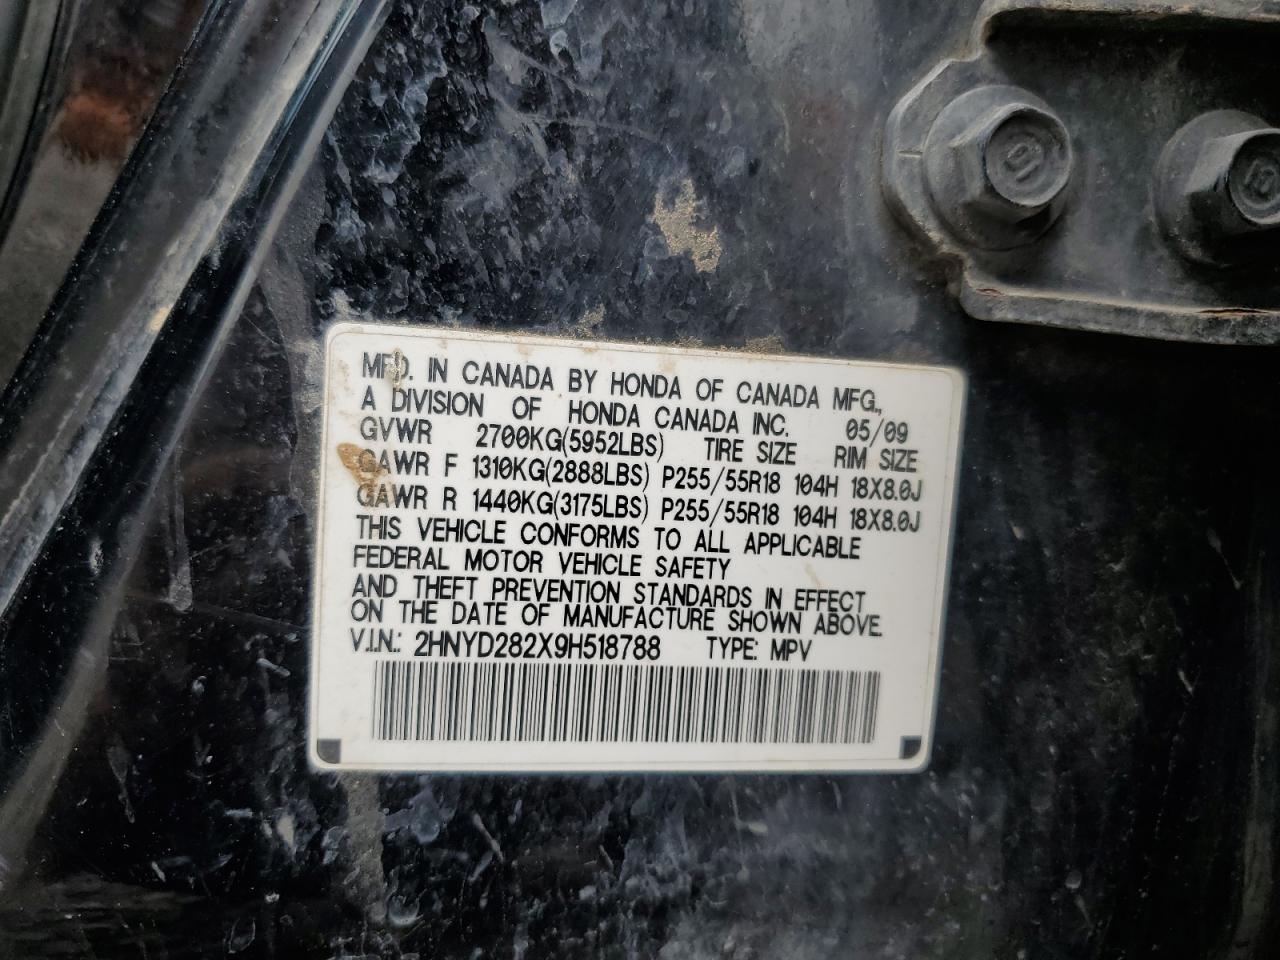 MFD. IN CANADA BY HONDA OF CANADA MFG.,
A DIVISION OF HONDA CANADA INC. 05/09
GVWR 2700KG(5952LBS) TIRE SIZE RIM SIZE
GAWR F 1310KG(2888LBS) P255/55R18 104H 18X8.0J
GAWR R 1440KG(3175LBS) P255/55R18 104H 18X8.0J
THIS VEHICLE CONFORMS TO ALL APPLICABLE
FEDERAL MOTOR VEHICLE SAFETY
AND THEFT PREVENTION STANDARDS IN EFFECT
ON THE DATE OF MANUFACTURE SHOWN ABOVE.
V.I.N.: 2HNYD282X9H518788 TYPE: MPV